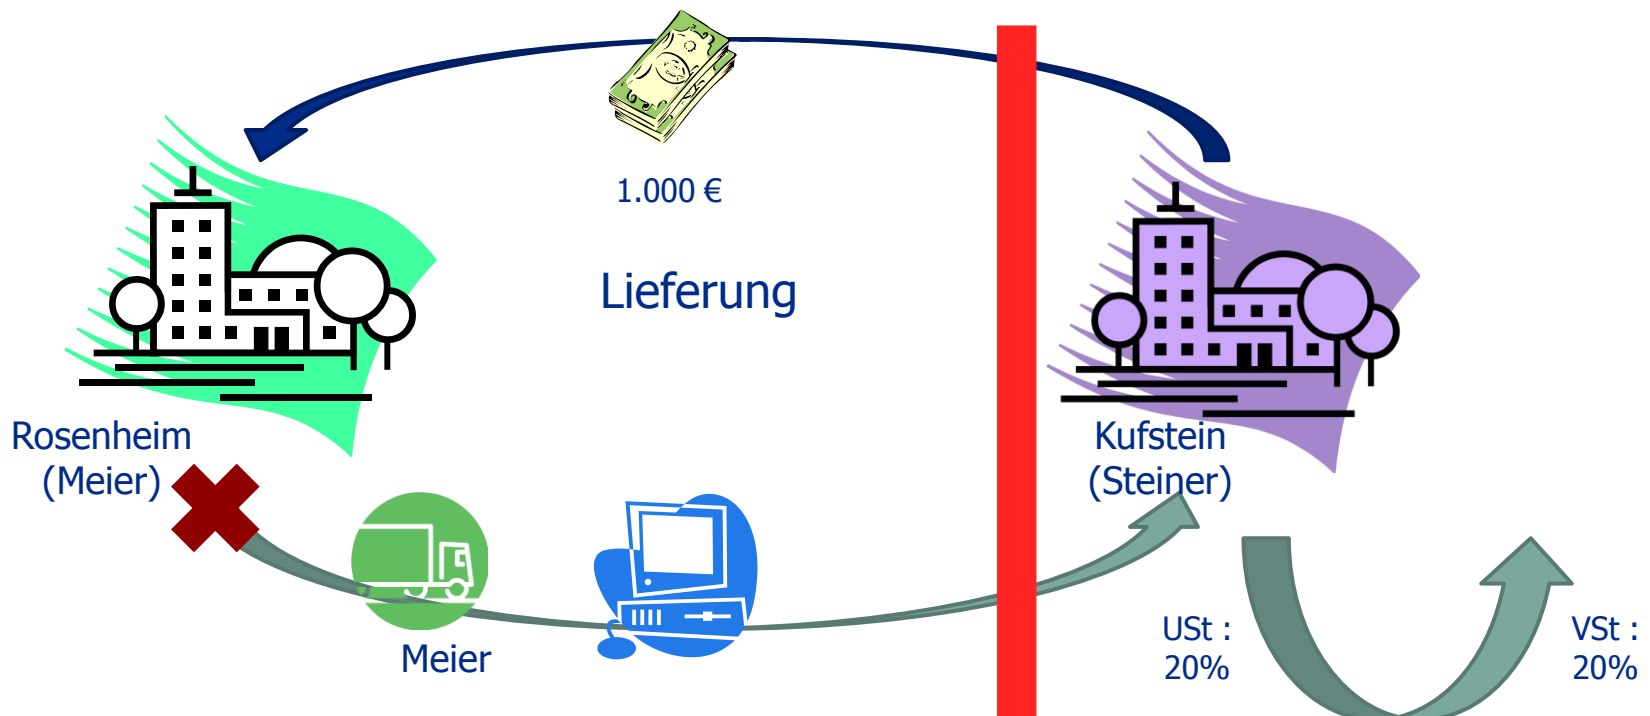 1.000 €
Lieferung
Rosenheim
(Meier)
Kufstein
(Steiner)
Meier
USt :
20%
VSt :
20%